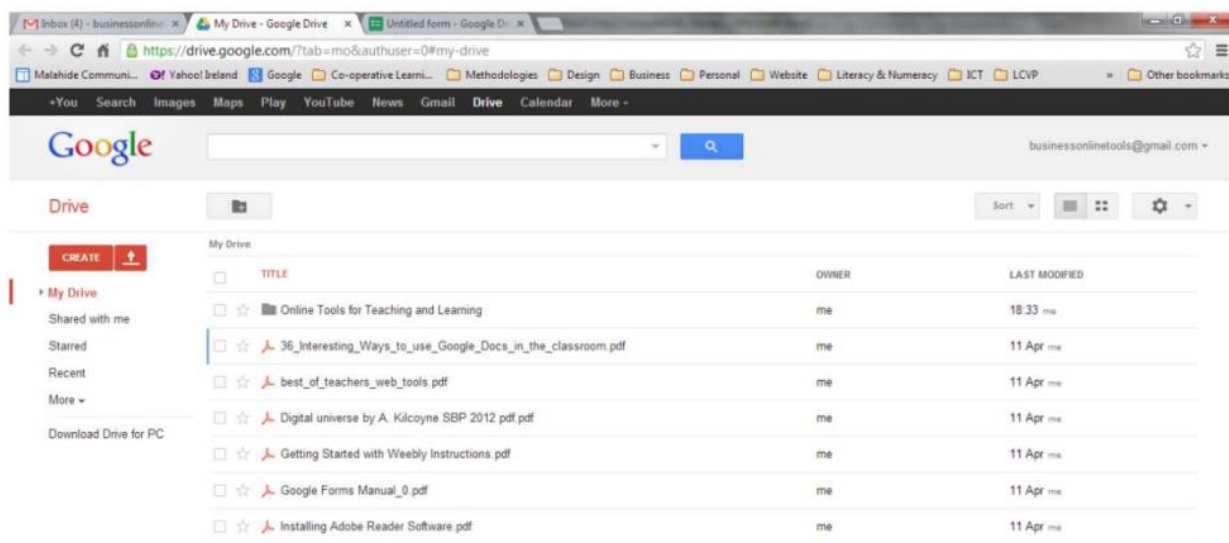 Inbox (4) - businessonline × My Drive - Google Drive × Untitled form - Google Dr ×
https://drive.google.com/?tab=mo&authuser=0#my-drive
Malahide Communi... Yahoo! Ireland Google Co-operative Learni... Methodologies Design Business Personal Website Literacy & Numeracy ICT LCVP » Other bookmarks
+You Search Images Maps Play YouTube News Gmail Drive Calendar More
Google businessonlinetools@gmail.com
Drive Sort
CREATE
My Drive
Shared with me
Starred
Recent
More
Download Drive for PC
My Drive
TITLE OWNER LAST MODIFIED
Online Tools for Teaching and Learning me 18:33 me
36_Interesting_Ways_to_use_Google_Docs_in_the_classroom.pdf me 11 Apr me
best_of_teachers_web_tools.pdf me 11 Apr me
Digital universe by A. Kilcoyne SBP 2012 pdf.pdf me 11 Apr me
Getting Started with Weebly Instructions.pdf me 11 Apr me
Google Forms Manual_0.pdf me 11 Apr me
Installing Adobe Reader Software.pdf me 11 Apr me